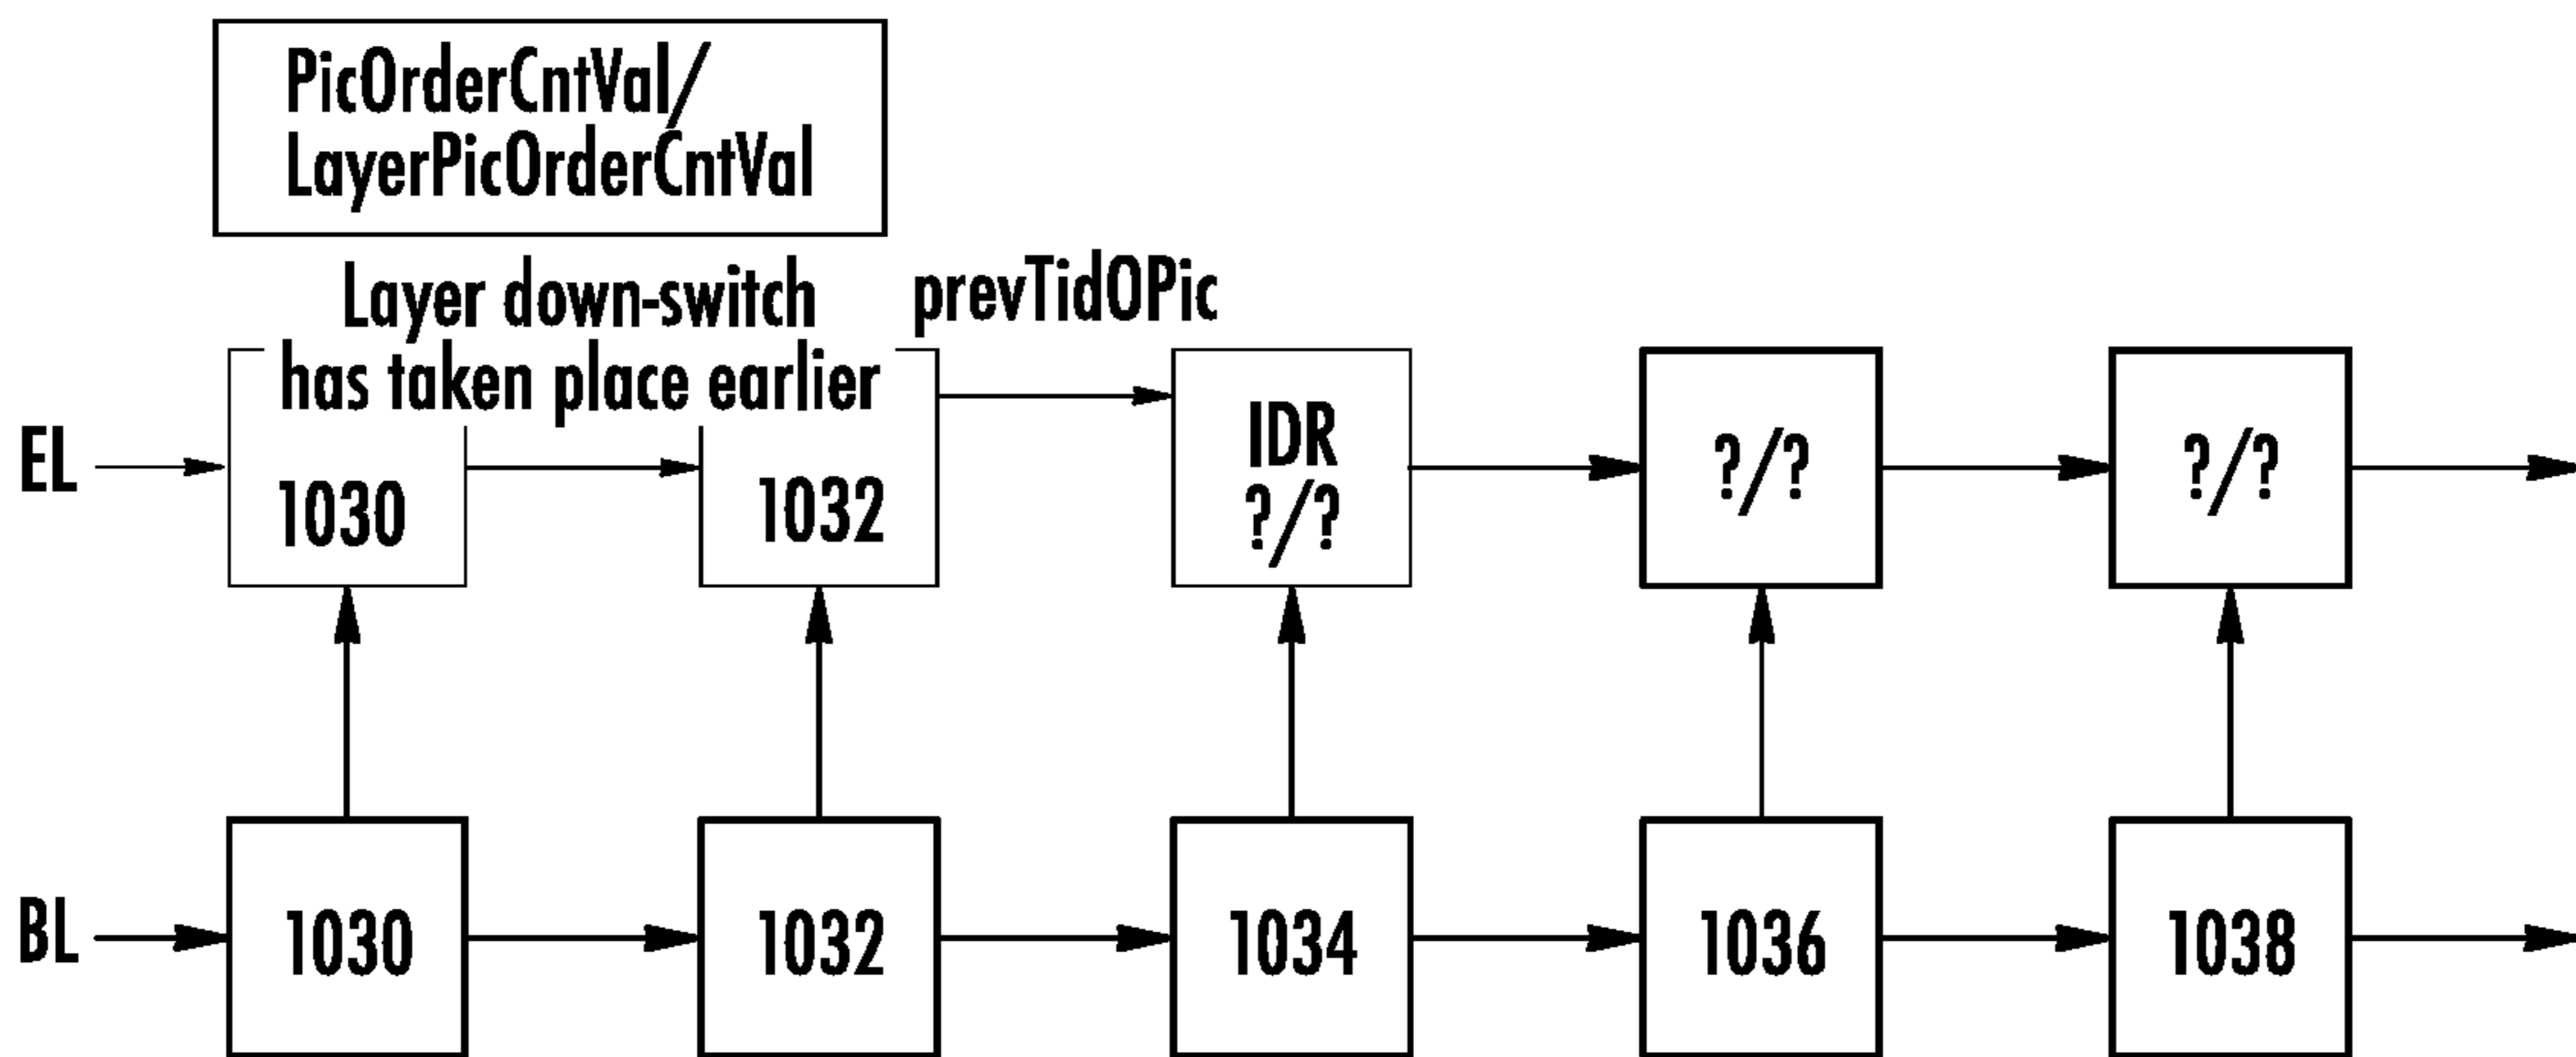 PicOrderCntVal/
LayerPicOrderCntVal
Layer down-switch
has taken place earlier
prevTid0Pic
EL
1030
1032
IDR
?/?
?/?
?/?
BL
1030
1032
1034
1036
1038